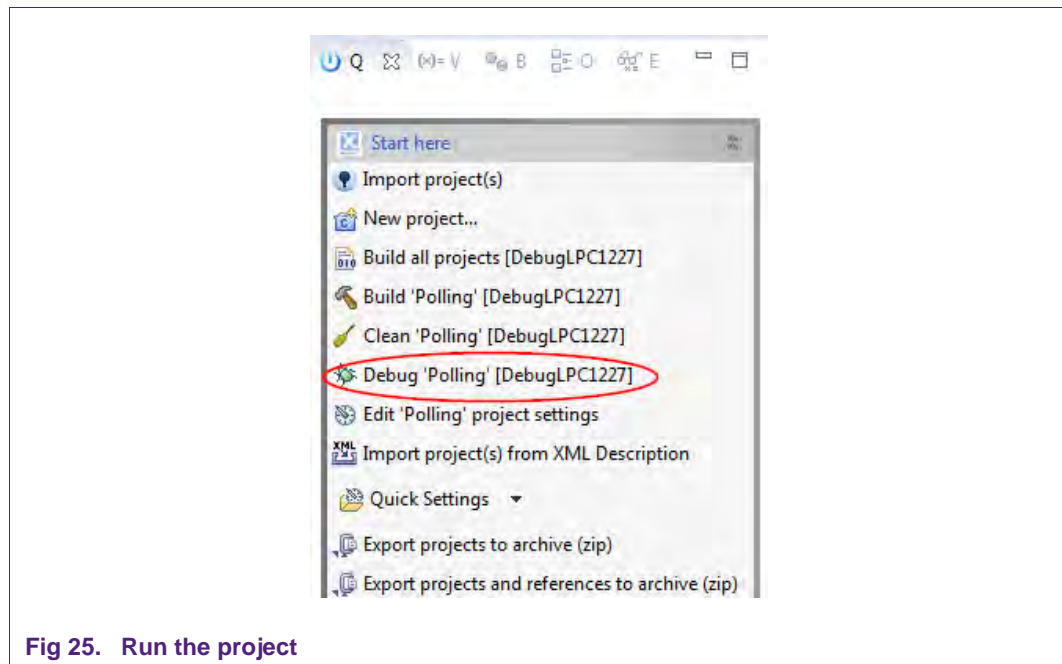 Q (x)= V B O E
Start here
Import project(s)
New project...
Build all projects [DebugLPC1227]
Build 'Polling' [DebugLPC1227]
Clean 'Polling' [DebugLPC1227]
Debug 'Polling' [DebugLPC1227]
Edit 'Polling' project settings
Import project(s) from XML Description
Quick Settings
Export projects to archive (zip)
Export projects and references to archive (zip)
Fig 25. Run the project